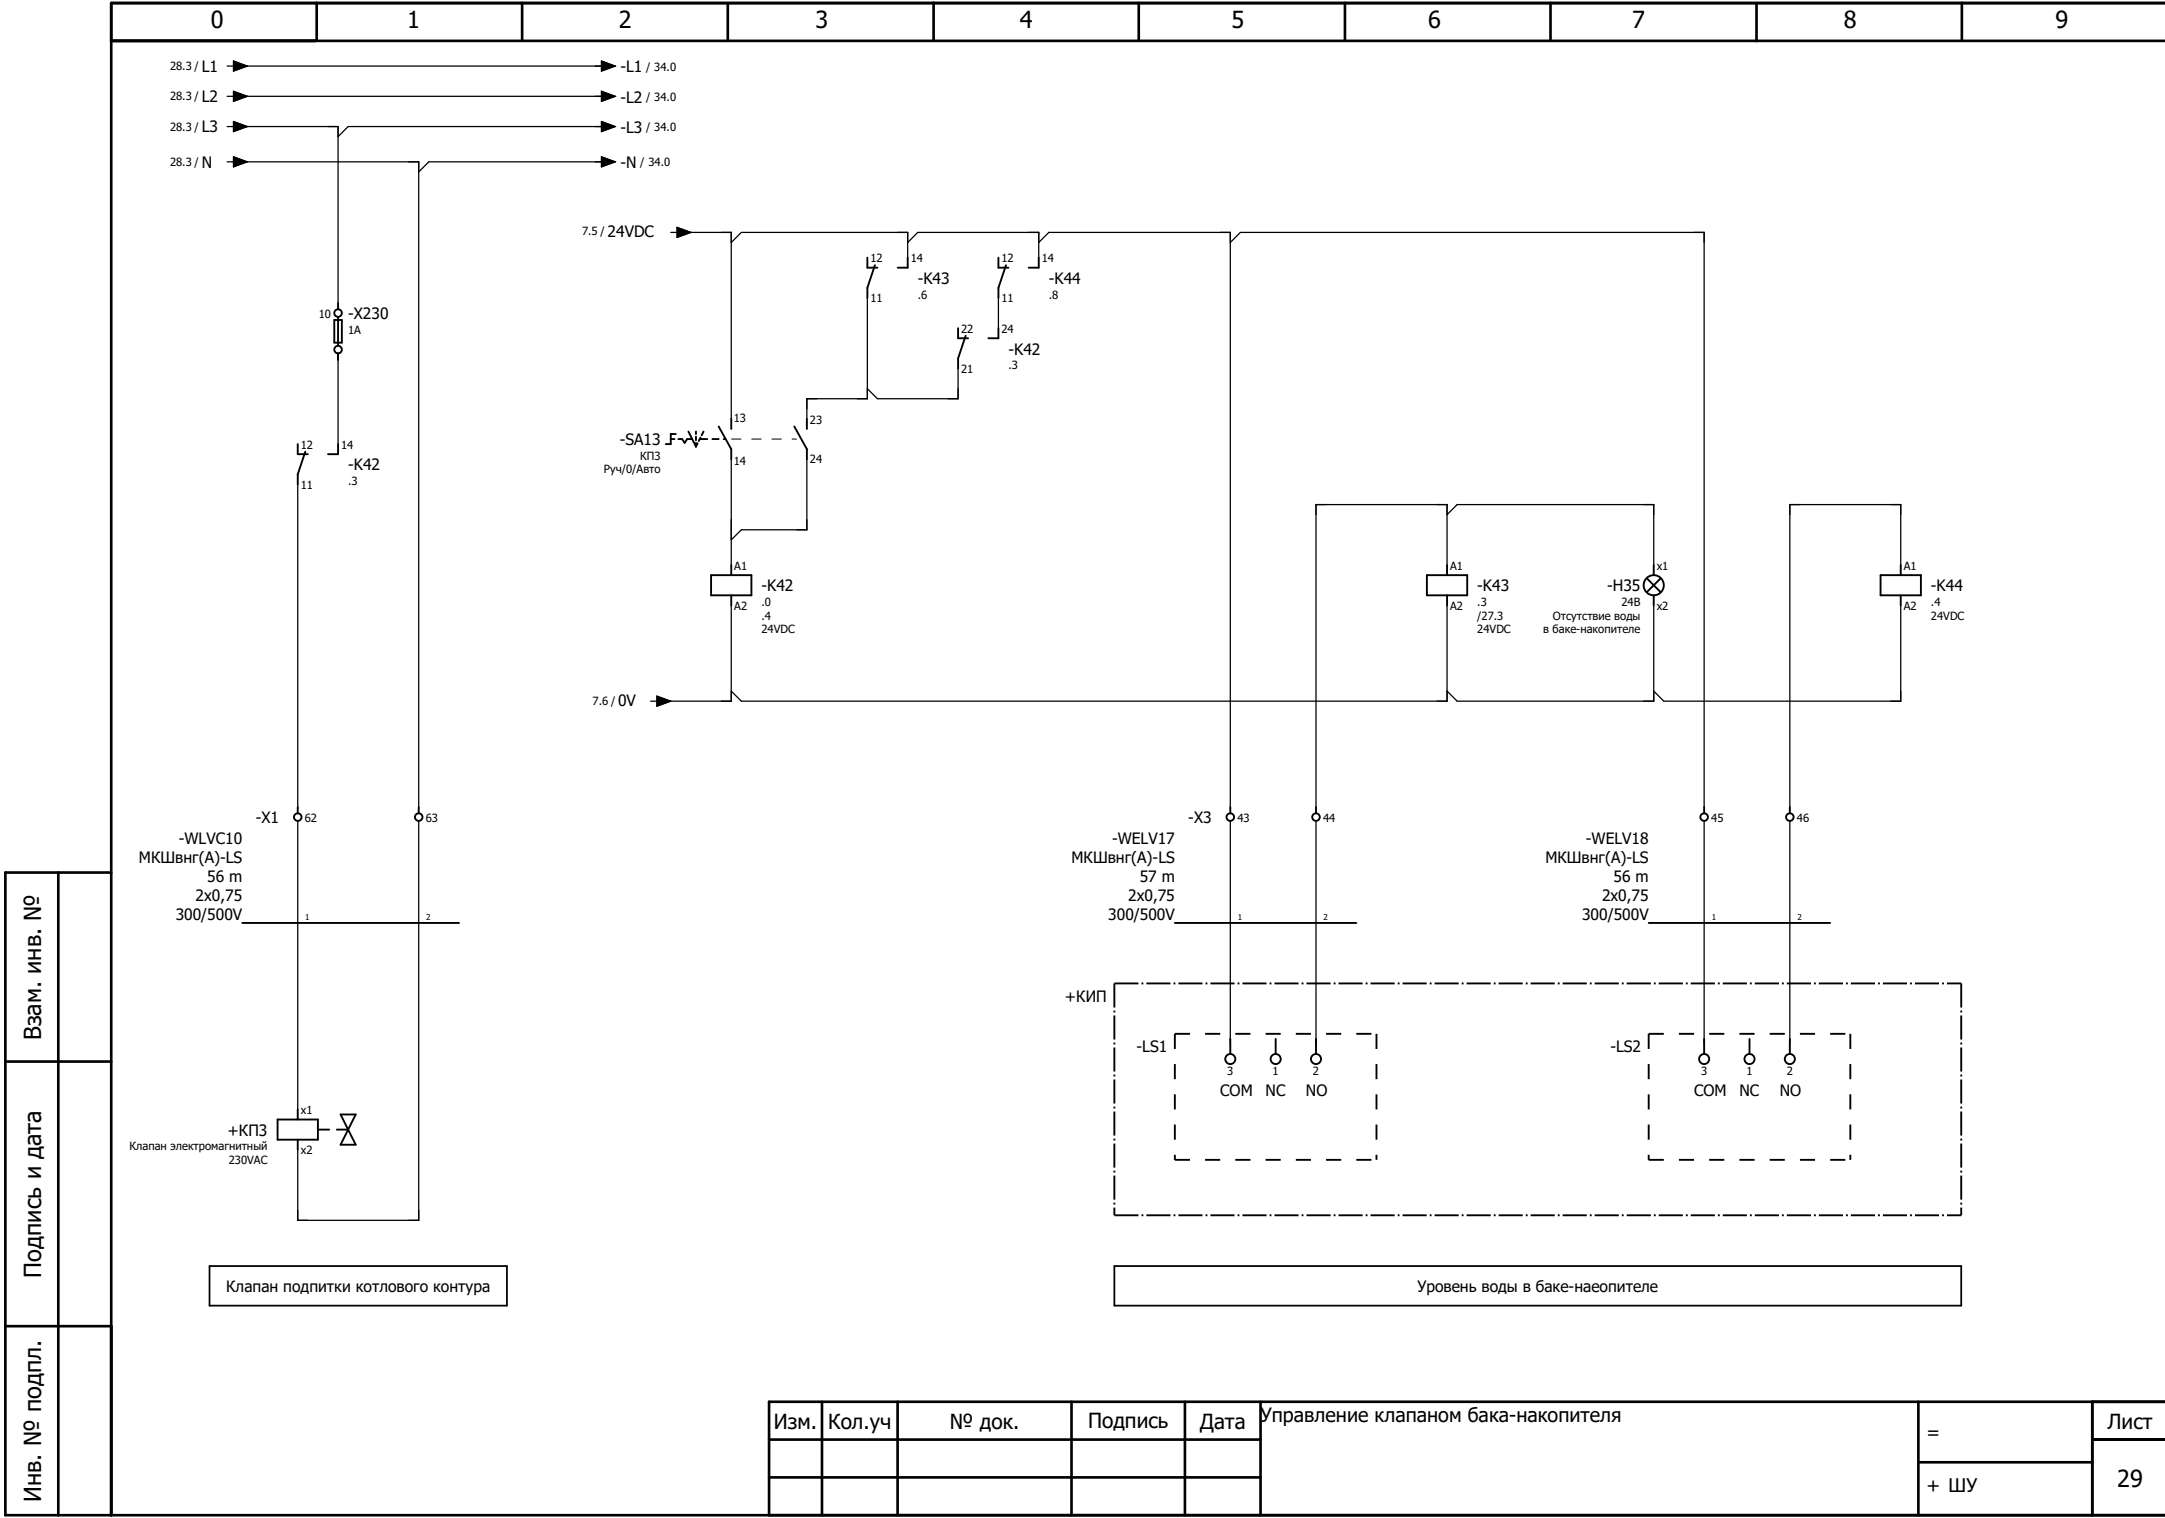 0 1 2 3 4 5 6 7 8 9
28.3 / L1 -L1 / 34.0
28.3 / L2 -L2 / 34.0
28.3 / L3 -L3 / 34.0
28.3 / N -N / 34.0
7.5 / 24VDC
12 14
-K43
.6
11
12 14
-K44
.8
11
22 24
-K42
.3
21
10 -X230
1A
12 14
-K42
.3
11
-SA13
КП3
Руч/0/Авто
13
14
23
24
A1
-K42
A2
.0
.4
24VDC
A1
-K43
A2
.3
/27.3
24VDC
x1
-H35
24В
x2
Отсутствие воды
в баке-накопителе
A1
-K44
A2
.4
24VDC
7.6 / 0V
-X1 62 63
-WLVC10
МКШвнг(А)-LS
56 m
2x0,75
300/500V
1 2
-X3 43 44
-WELV17
МКШвнг(А)-LS
57 m
2x0,75
300/500V
1 2
45 46
-WELV18
МКШвнг(А)-LS
56 m
2x0,75
300/500V
1 2
+КИП
-LS1
3 1 2
COM NC NO
-LS2
3 1 2
COM NC NO
x1
+КП3
Клапан электромагнитный
230VAC
x2
Клапан подпитки котлового контура
Уровень воды в баке-наеопителе
Взам. инв. №
Подпись и дата
Инв. № подпл.
Изм. Кол.уч № док. Подпись Дата
Управление клапаном бака-накопителя
=
+ ШУ
Лист
29